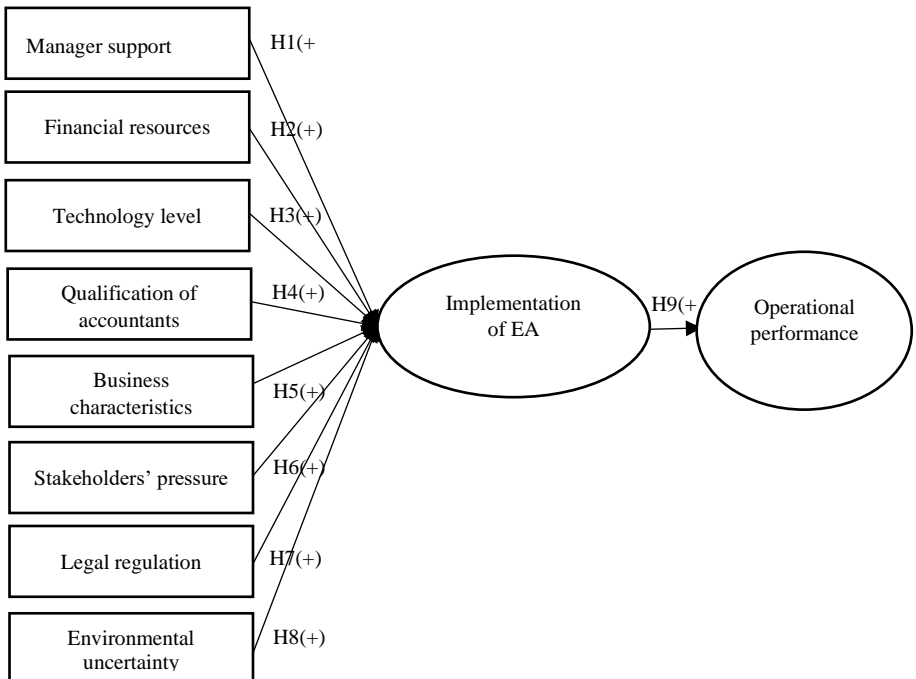 Manager support
H1(+
Financial resources
H2(+)
Technology level
H3(+)
Qualification of
accountants
H4(+)
Business
characteristics
H5(+)
Stakeholders’ pressure
H6(+)
Legal regulation
H7(+)
Environmental
uncertainty
H8(+)
Implementation
of EA
H9(+
Operational
performance